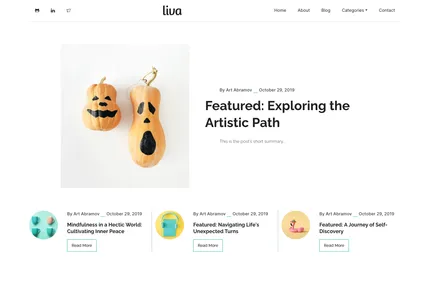 liva
Home
About
Blog
Categories
Contact
By Art Abramov __ October 29, 2019
Featured: Exploring the
Artistic Path
This is the post's short summary.
By Art Abramov __ October 29, 2019
Mindfulness in a Hectic World:
Cultivating Inner Peace
Read More
By Art Abramov __ October 29, 2019
Featured: Navigating Life's
Unexpected Turns
Read More
By Art Abramov __ October 29, 2019
Featured: A Journey of Self-
Discovery
Read More